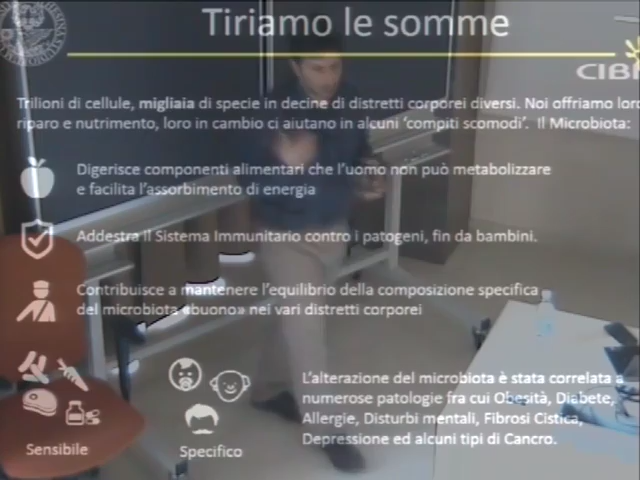 Tiriamo le somme
CIB
Trilioni di cellule, migliaia di specie in decine di distretti corporei diversi. Noi offriamo loro
riparo e nutrimento, loro in cambio ci aiutano in alcuni ‘compiti scomodi’. Il Microbiota:
Digerisce componenti alimentari che l’uomo non può metabolizzare
e facilita l’assorbimento di energia
Addestra il Sistema Immunitario contro i patogeni, fin da bambini.
Contribuisce a mantenere l’equilibrio della composizione specifica
del microbiota «buono» nei vari distretti corporei
L’alterazione del microbiota è stata correlata a
numerose patologie fra cui Obesità, Diabete,
Allergie, Disturbi mentali, Fibrosi Cistica,
Depressione ed alcuni tipi di Cancro.
Sensibile
Specifico